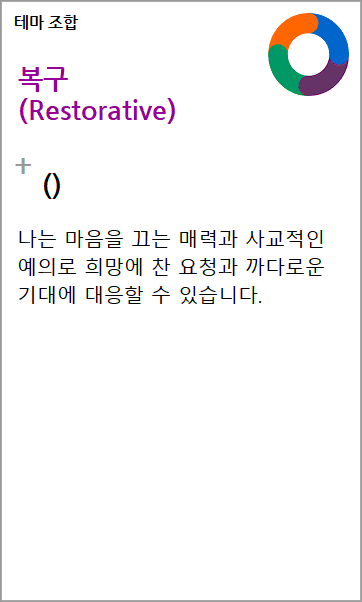 테마 조합
복구
(Restorative)
+
()
나는 마음을 끄는 매력과 사교적인
예의로 희망에 찬 요청과 까다로운
기대에 대응할 수 있습니다.